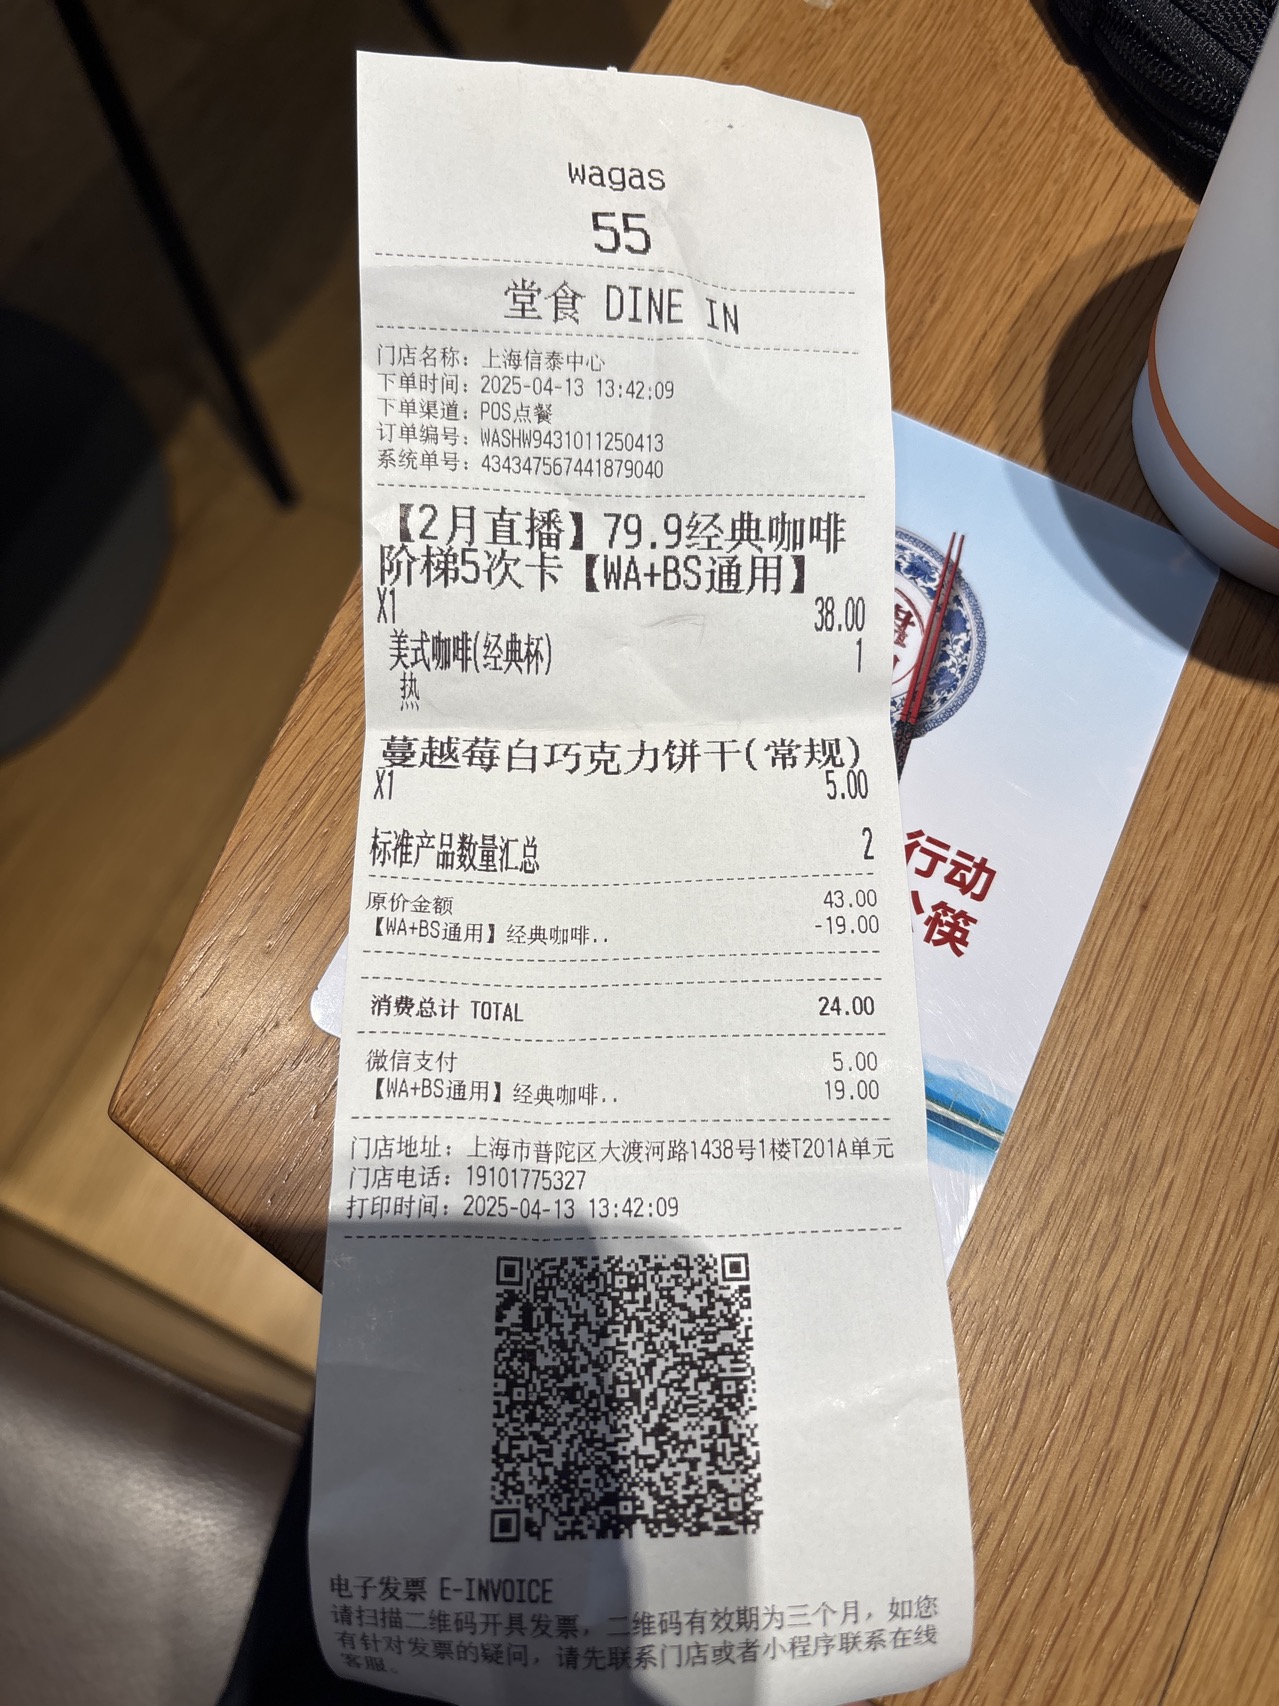 wagas
55
堂食 DINE IN
门店名称：上海信泰中心
下单时间：2025-04-13 13:42:09
下单渠道：POS点餐
订单编号：WASHW9431011250413
系统单号：434347567441879040
【2月直播】79.9经典咖啡
阶梯5次卡【WA+BS通用】
X1 38.00
美式咖啡(经典杯) 1
热
蔓越莓白巧克力饼干(常规)
X1 5.00
标准产品数量汇总 2
原价金额 43.00
【WA+BS通用】经典咖啡.. -19.00
消费总计 TOTAL 24.00
微信支付 5.00
【WA+BS通用】经典咖啡.. 19.00
门店地址：上海市普陀区大渡河路1438号1楼T201A单元
门店电话：19101775327
打印时间：2025-04-13 13:42:09
电子发票 E-INVOICE
请扫描二维码开具发票，二维码有效期为三个月，如您
有针对发票的疑问，请先联系门店或者小程序联系在线
客服。
行动
筷